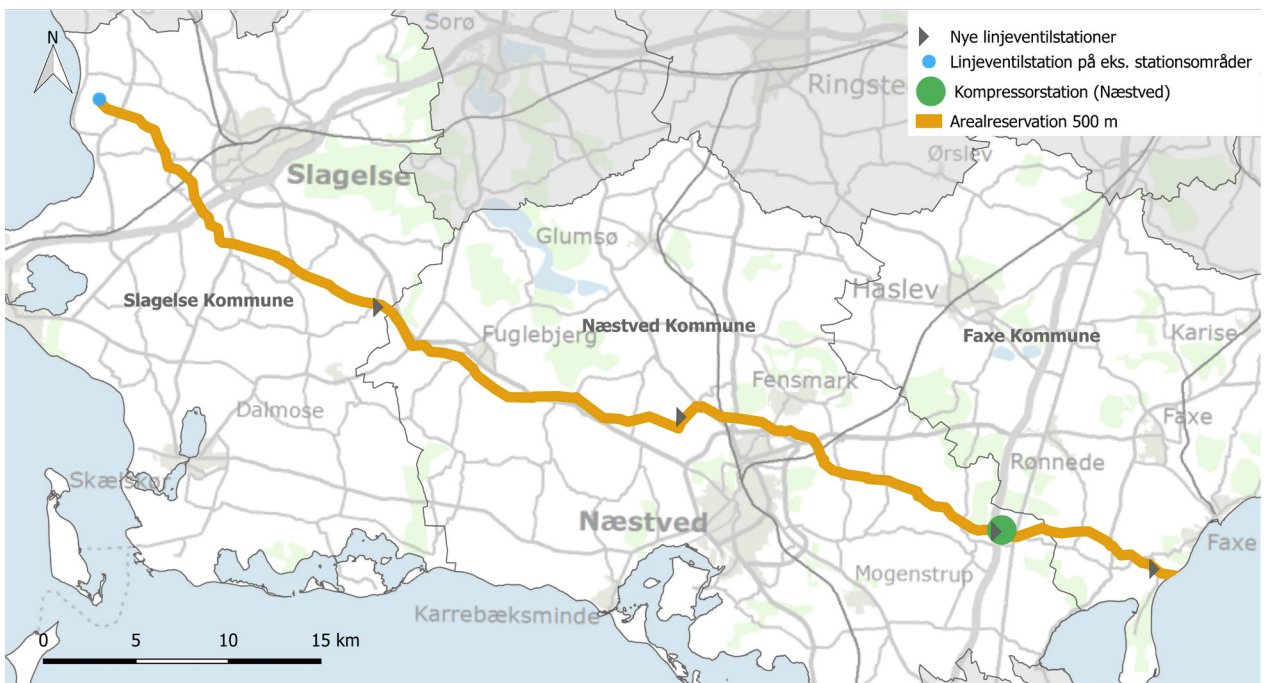 N
Sorø
Ringste
Nye linjeventilstationer
Linjeventilstation på eks. stationsområder
Kompressorstation (Næstved)
Arealreservation 500 m
Ørslev
Slagelse
Glumsø
Haslev
Slagelse Kommune
Fuglebjerg
Næstved Kommune
Faxe Kommune
Karise
Fensmark
Dalmose
Faxe
Skælskør
Rønnede
Næstved
Faxe
Mogenstrup
Karrebæksminde
0 5 10 15 km